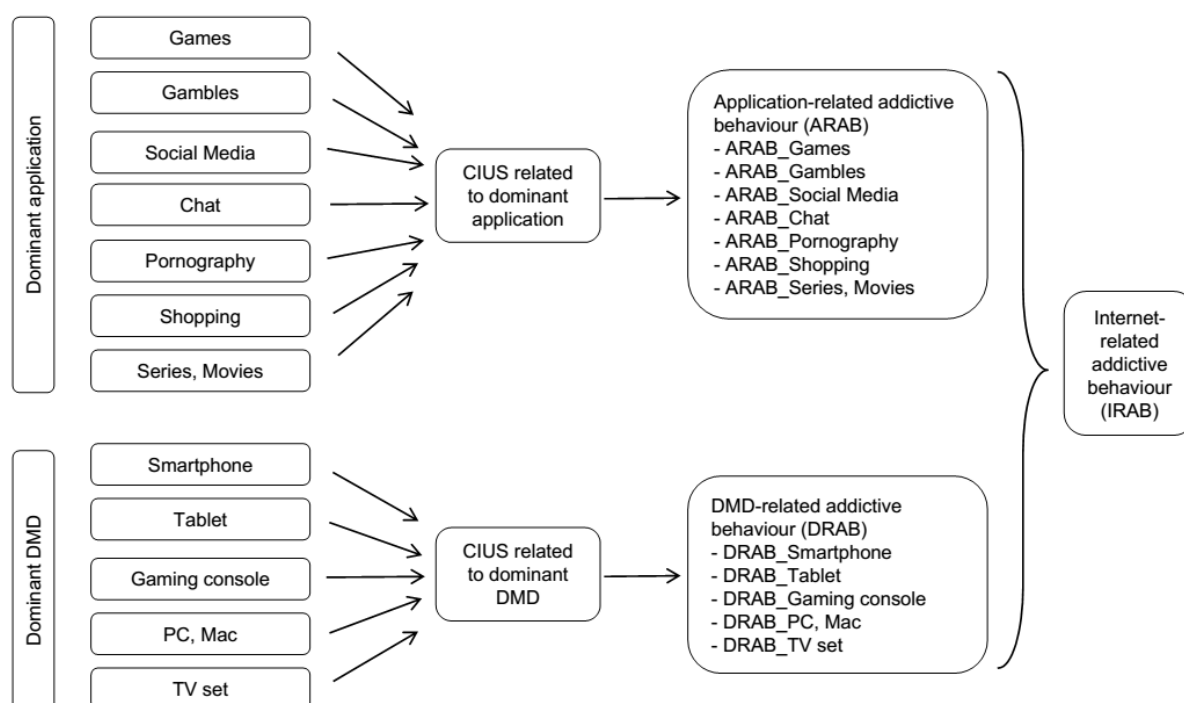 Dominant application
Games
Gambles
Social Media
Chat
Pornography
Shopping
Series, Movies
CIUS related
to dominant
application
Application-related addictive
behaviour (ARAB)
- ARAB_Games
- ARAB_Gambles
- ARAB_Social Media
- ARAB_Chat
- ARAB_Pornography
- ARAB_Shopping
- ARAB_Series, Movies
Dominant DMD
Smartphone
Tablet
Gaming console
PC, Mac
TV set
CIUS related
to dominant
DMD
DMD-related addictive
behaviour (DRAB)
- DRAB_Smartphone
- DRAB_Tablet
- DRAB_Gaming console
- DRAB_PC, Mac
- DRAB_TV set
Internet-
related
addictive
behaviour
(IRAB)